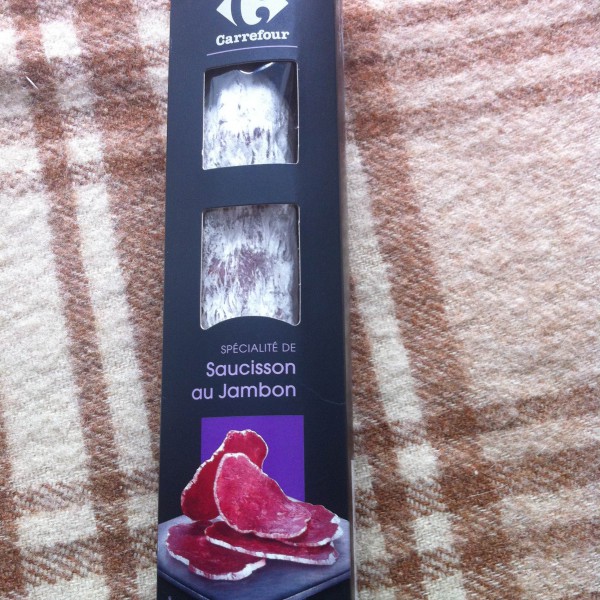 Carrefour
SPÉCIALITÉ DE
Saucisson
au Jambon